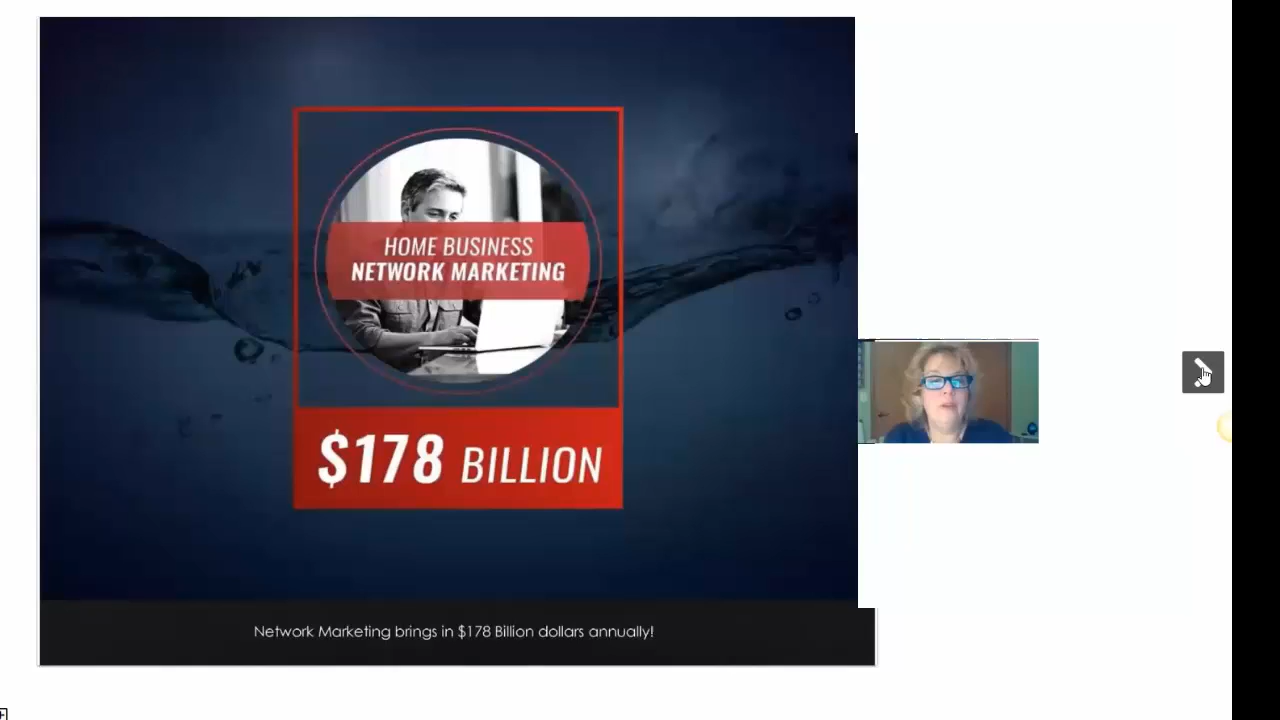 HOME BUSINESS
NETWORK MARKETING
$178 BILLION
Network Marketing brings in $178 Billion dollars annually!